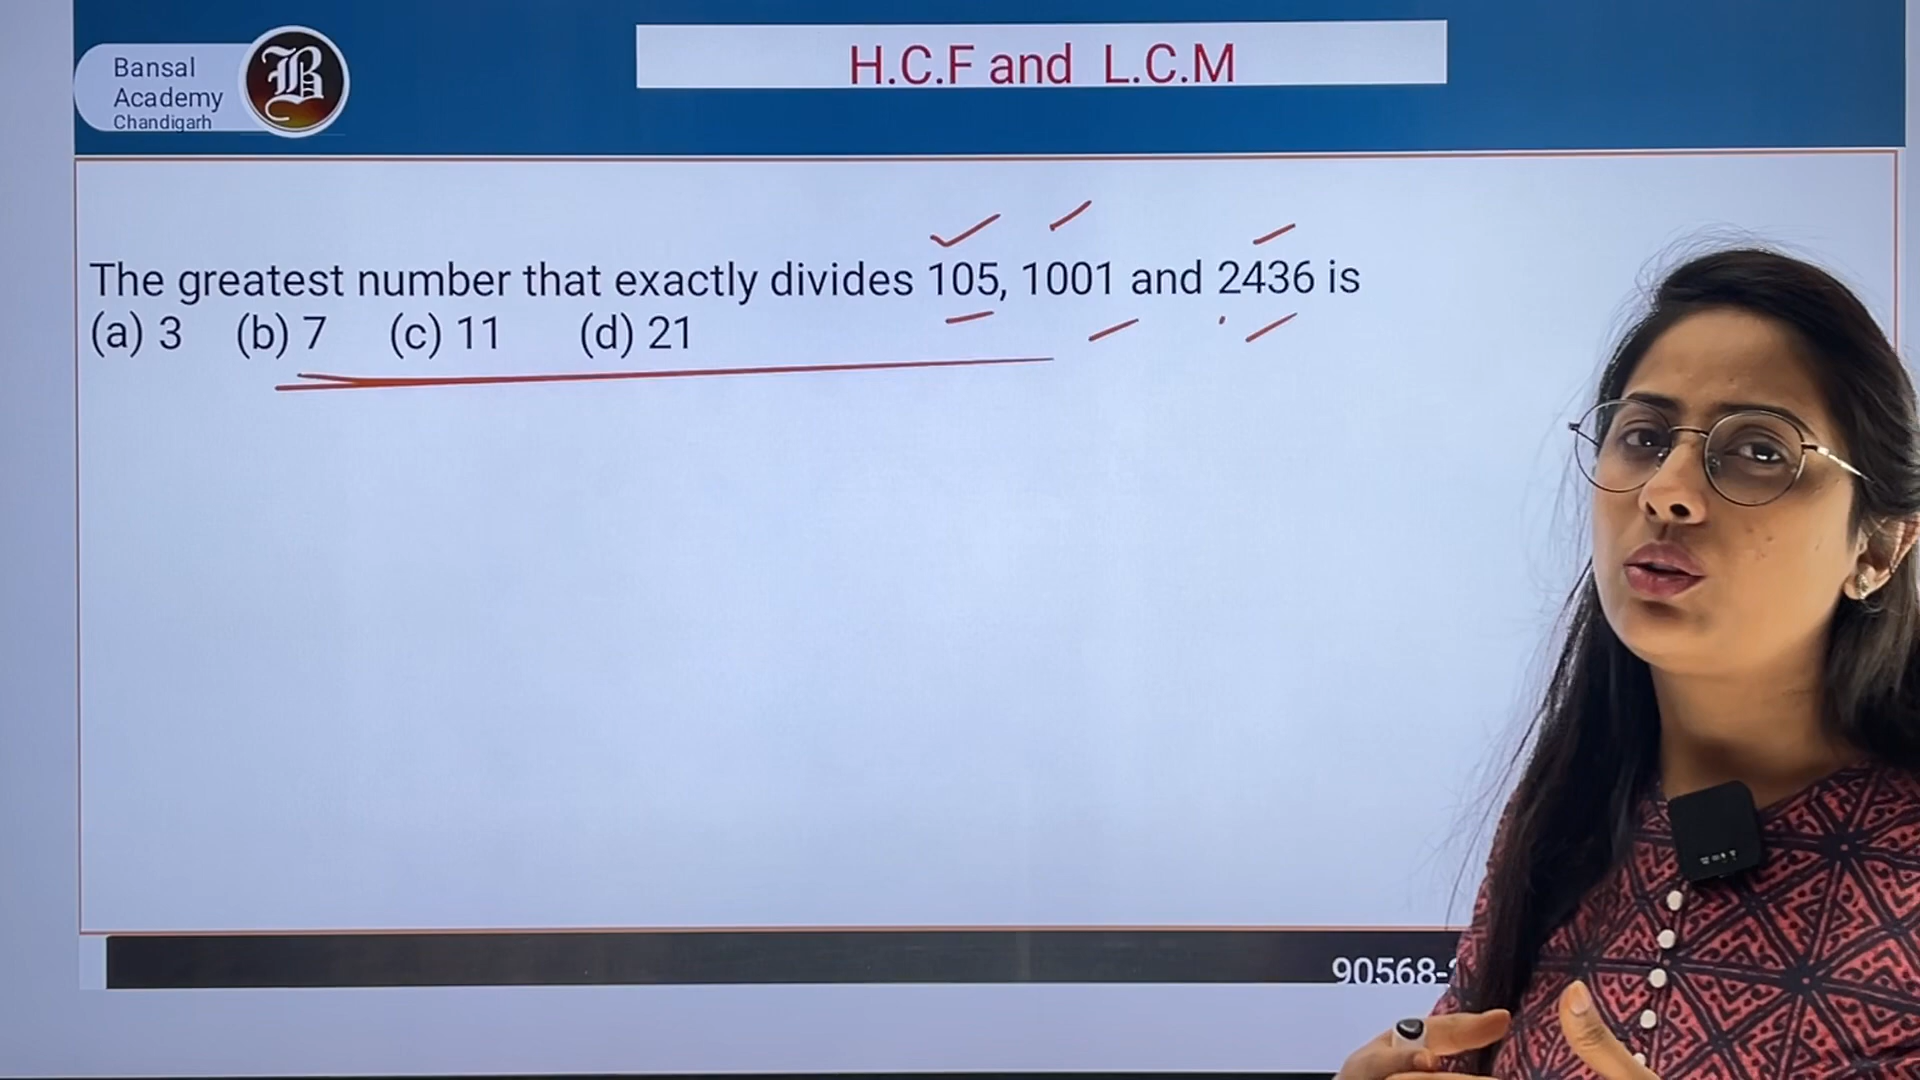 Bansal
Academy
Chandigarh
H.C.F and L.C.M
The greatest number that exactly divides 105, 1001 and 2436 is
(a) 3 (b) 7 (c) 11 (d) 21
90568-